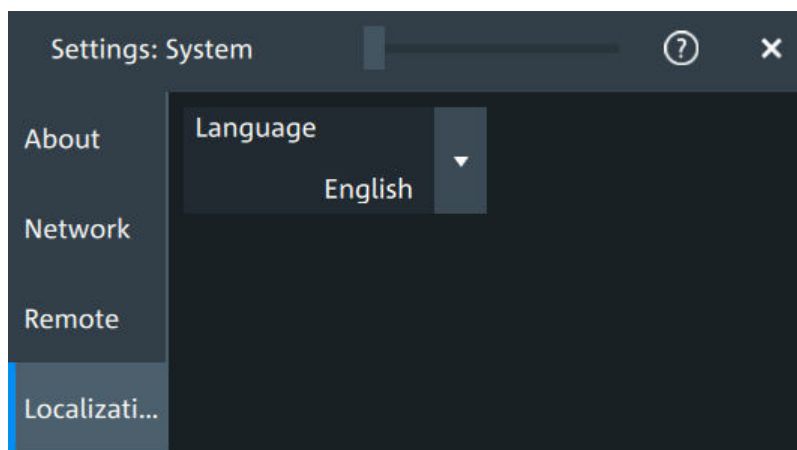 Settings: System
?
About
Language
English
Network
Remote
Localizati...